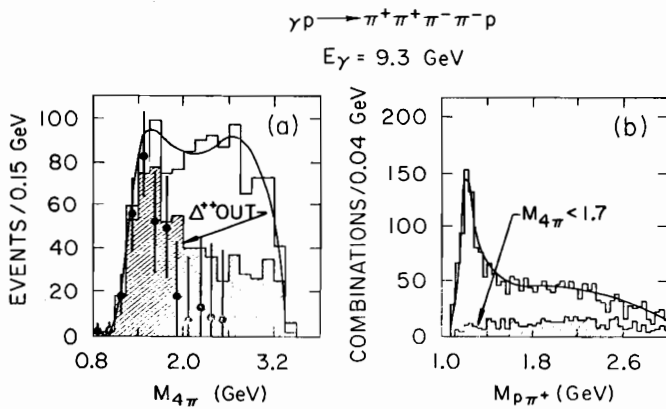 γp → π⁺π⁺π⁻π⁻p
Eγ = 9.3 GeV
(a)
EVENTS / 0.15 GeV
100
80
60
40
20
0
Δ⁺⁺OUT
0.8 2.0 3.2
M4π (GeV)
(b)
COMBINATIONS/0.04 GeV
200
150
100
50
0
M4π < 1.7
1.0 1.8 2.6
Mpπ+ (GeV)